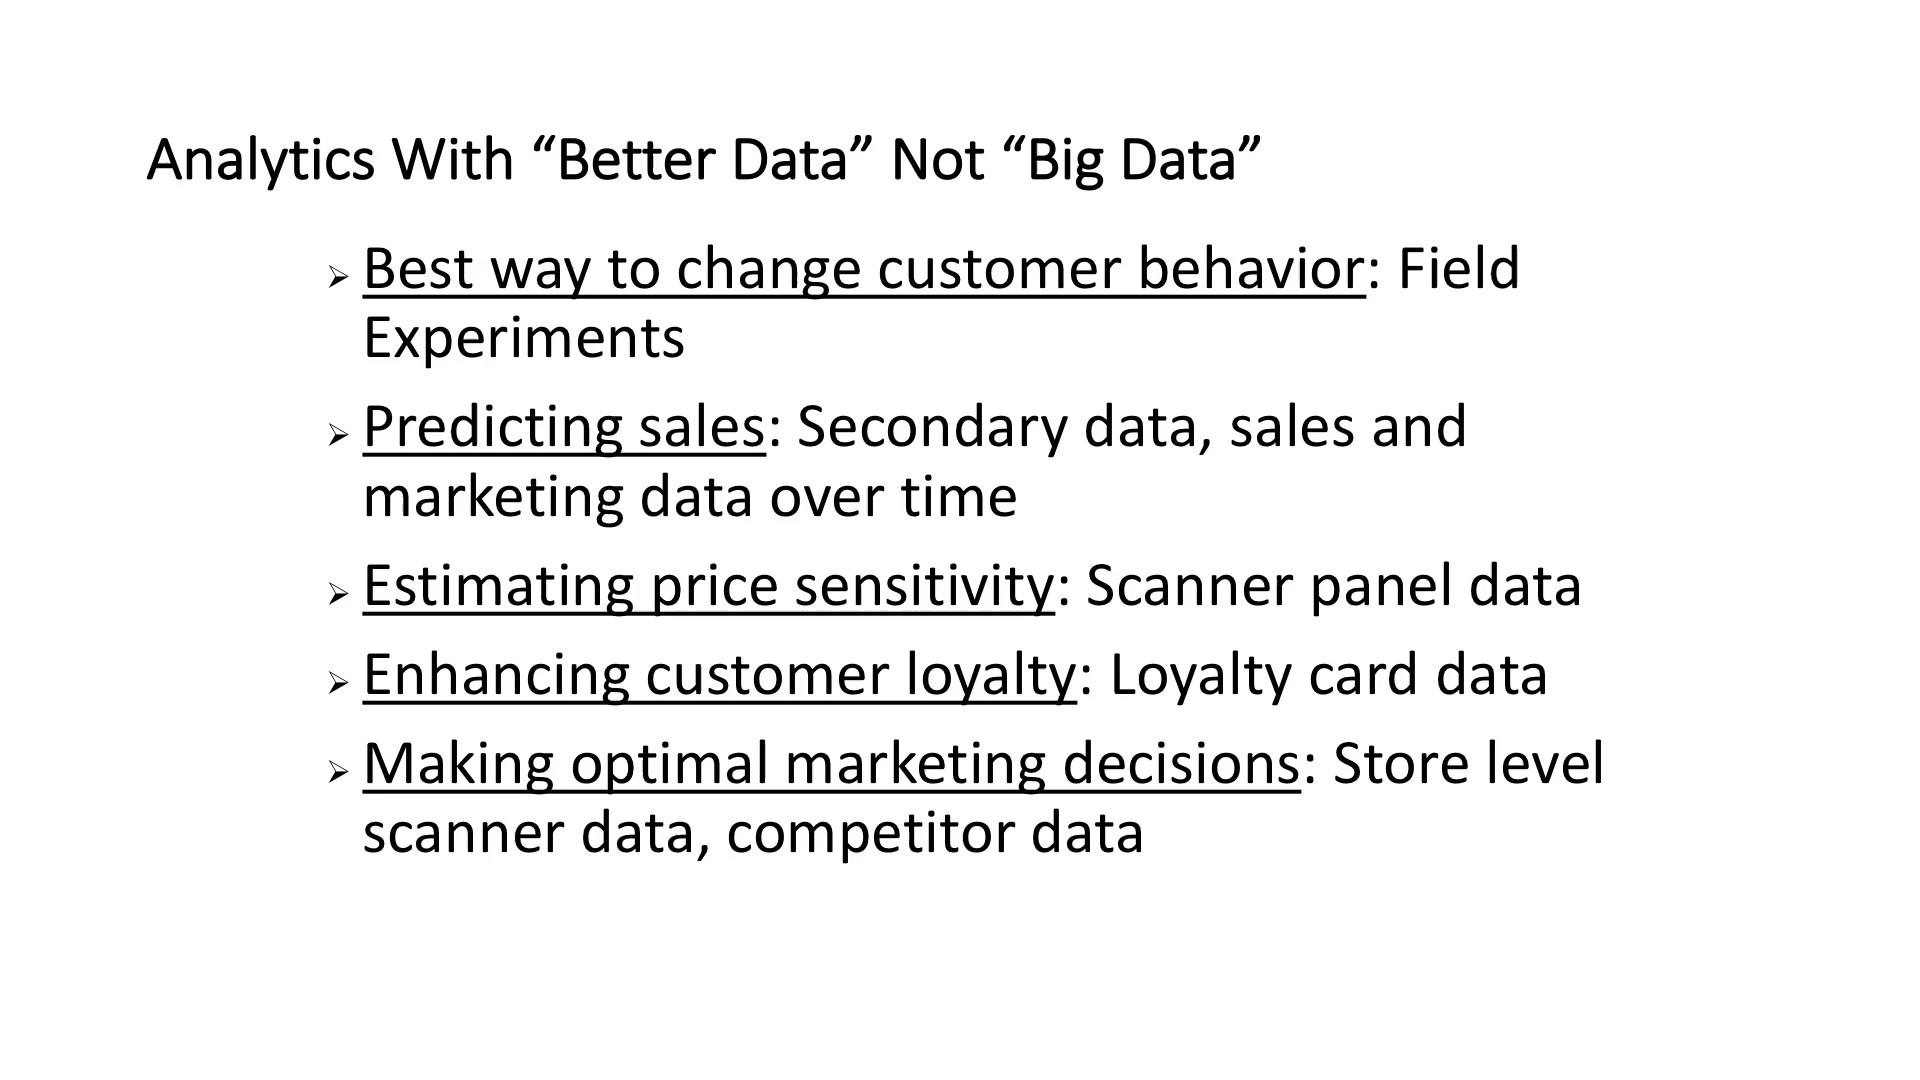 Analytics With “Better Data” Not “Big Data”
➢ Best way to change customer behavior: Field
Experiments
➢ Predicting sales: Secondary data, sales and
marketing data over time
➢ Estimating price sensitivity: Scanner panel data
➢ Enhancing customer loyalty: Loyalty card data
➢ Making optimal marketing decisions: Store level
scanner data, competitor data